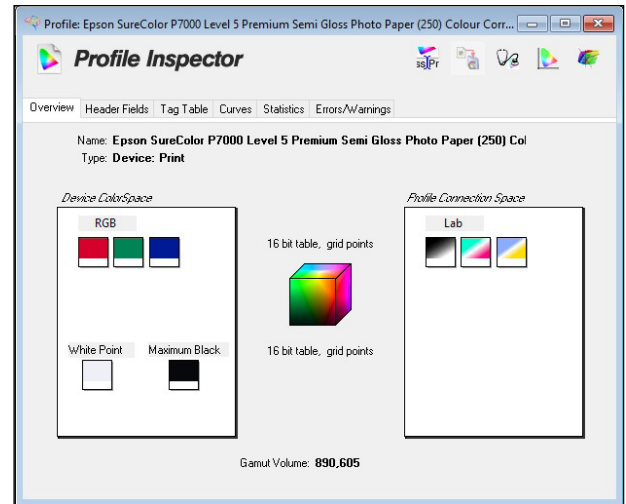 Profile: Epson SureColor P7000 Level 5 Premium Semi Gloss Photo Paper (250) Colour Corr...
Profile Inspector
Overview Header Fields Tag Table Curves Statistics Errors/Warnings
Name: Epson SureColor P7000 Level 5 Premium Semi Gloss Photo Paper (250) Col
Type: Device: Print
Device ColorSpace
Profile Connection Space
RGB
Lab
16 bit table, grid points
White Point Maximum Black
16 bit table, grid points
Gamut Volume: 890,605